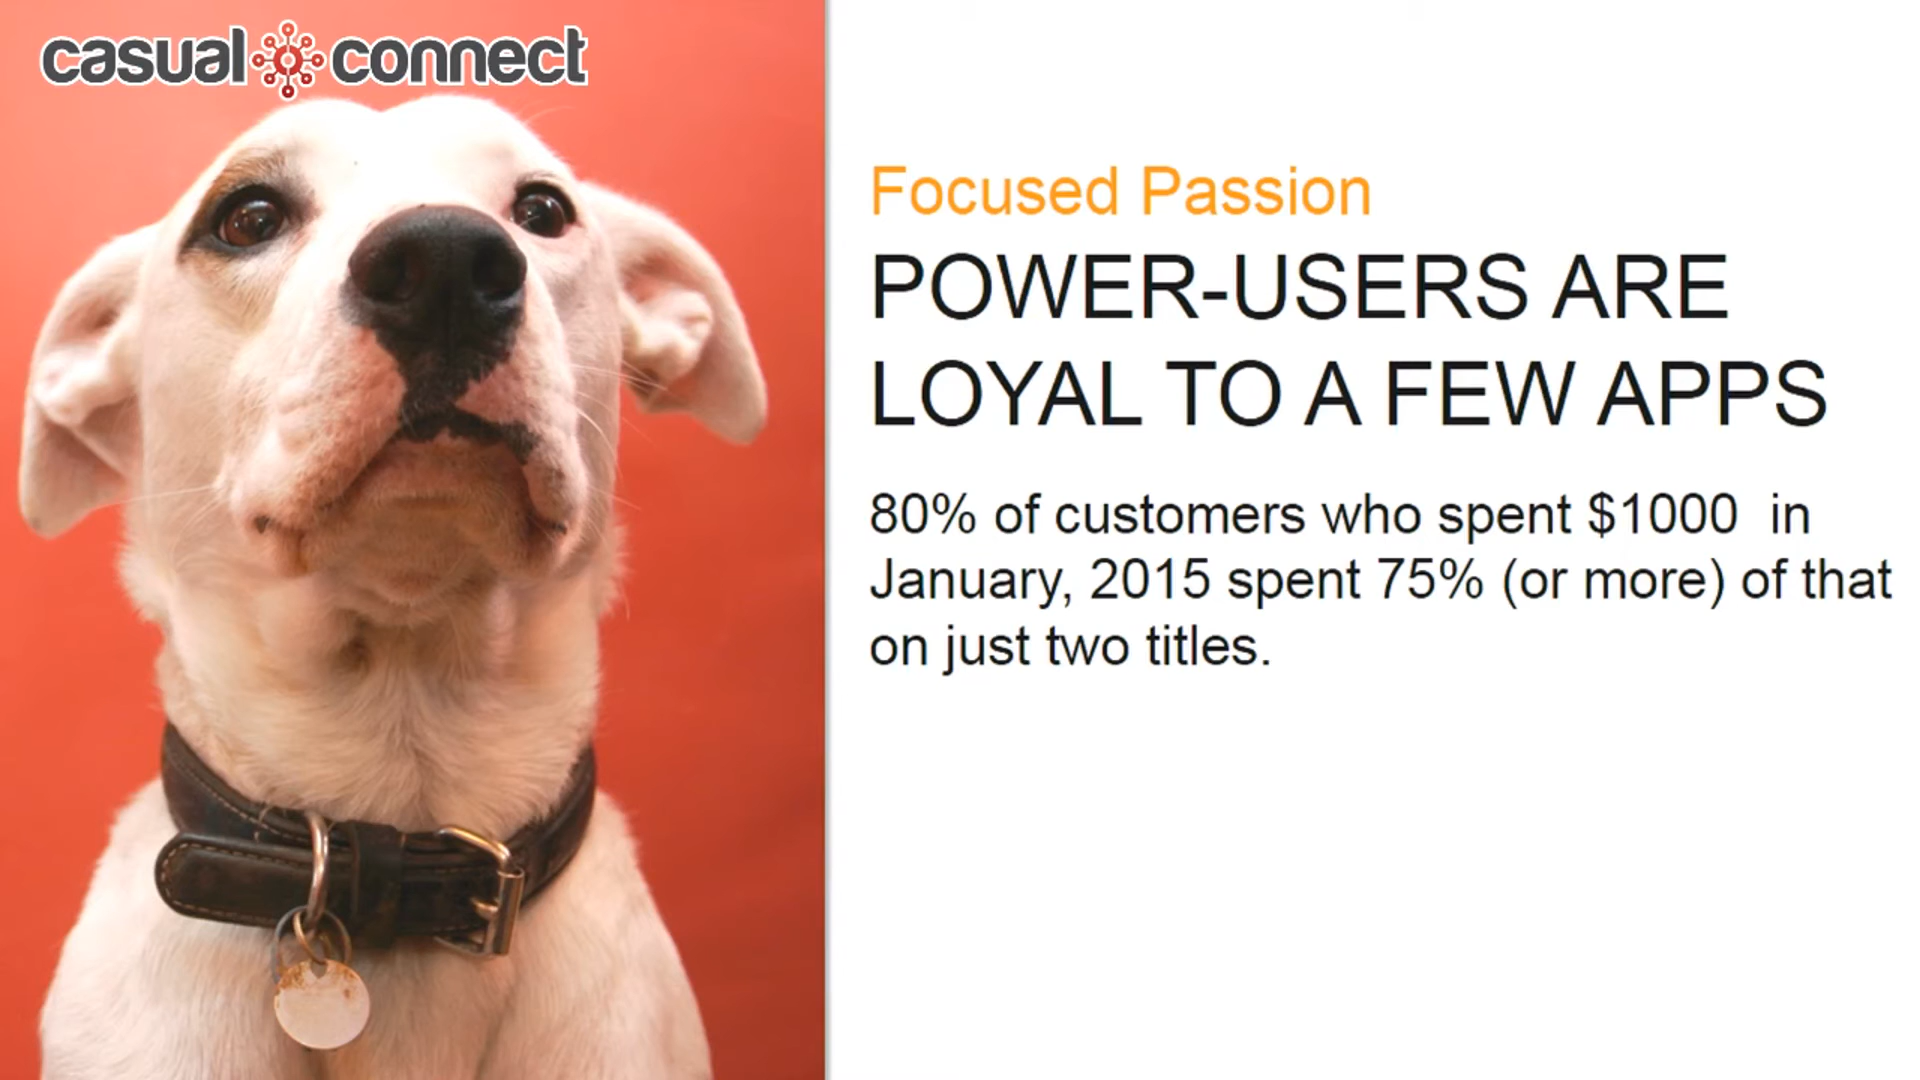 casual connect
Focused Passion
POWER-USERS ARE
LOYAL TO A FEW APPS
80% of customers who spent $1000 in
January, 2015 spent 75% (or more) of that
on just two titles.